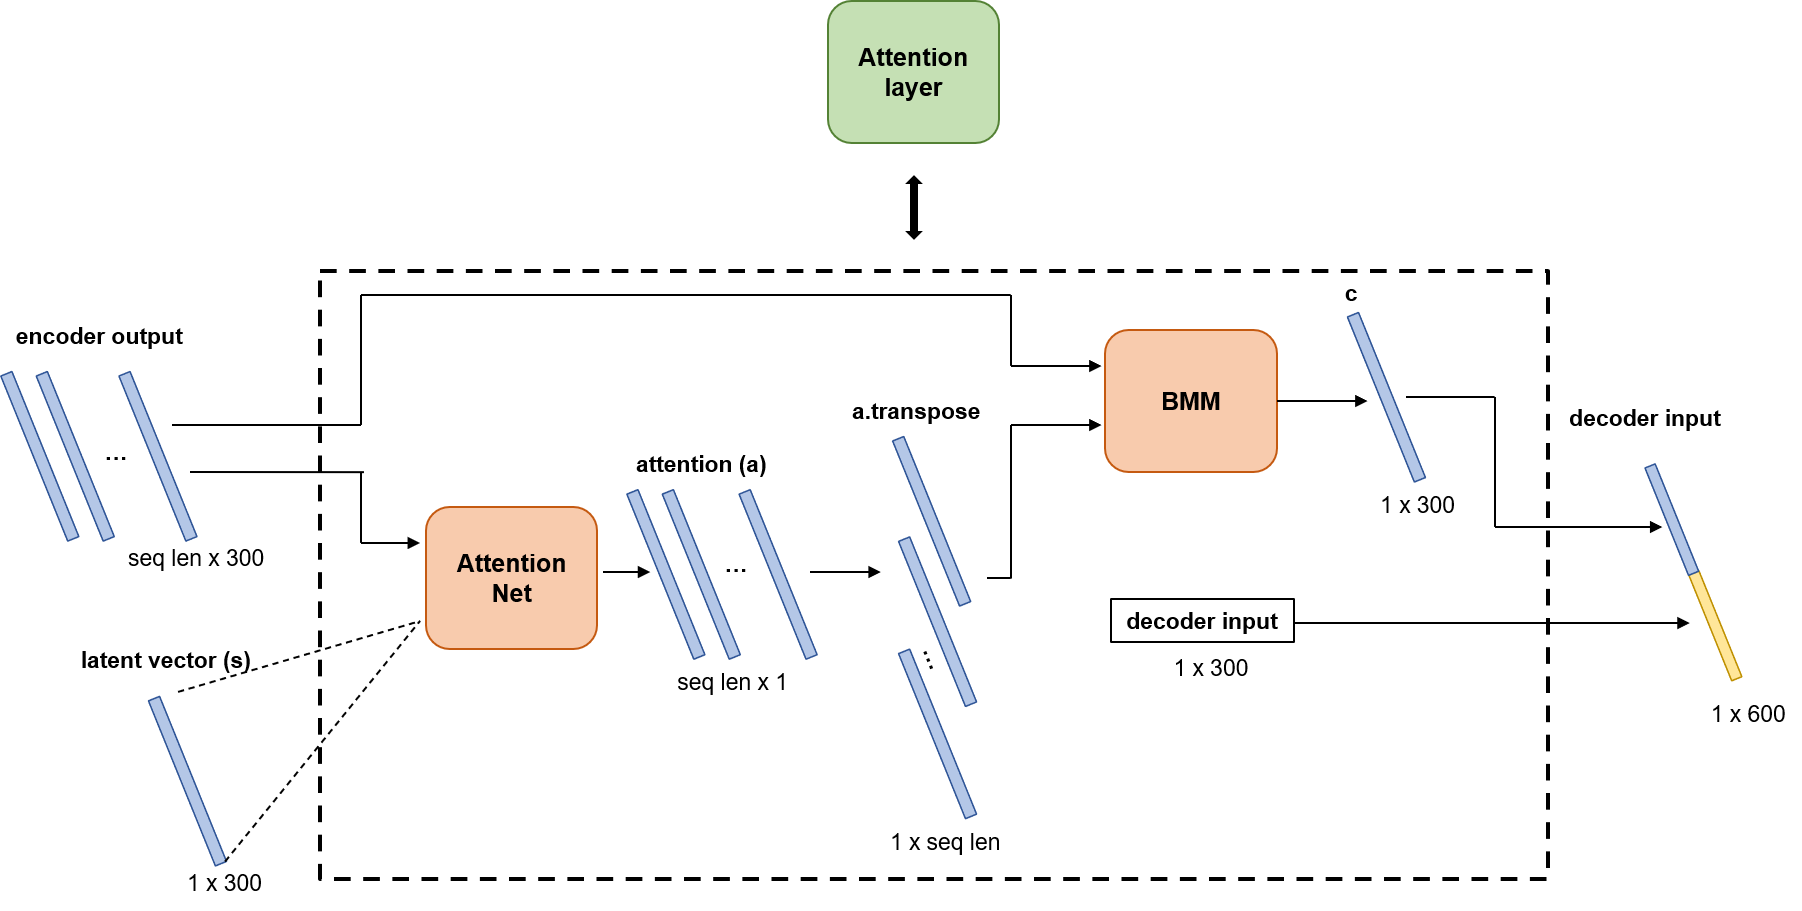 Attention
layer
encoder output
...
seq len x 300
latent vector (s)
1 x 300
Attention
Net
attention (a)
...
seq len x 1
a.transpose
...
1 x seq len
BMM
c
1 x 300
decoder input
1 x 300
decoder input
1 x 600